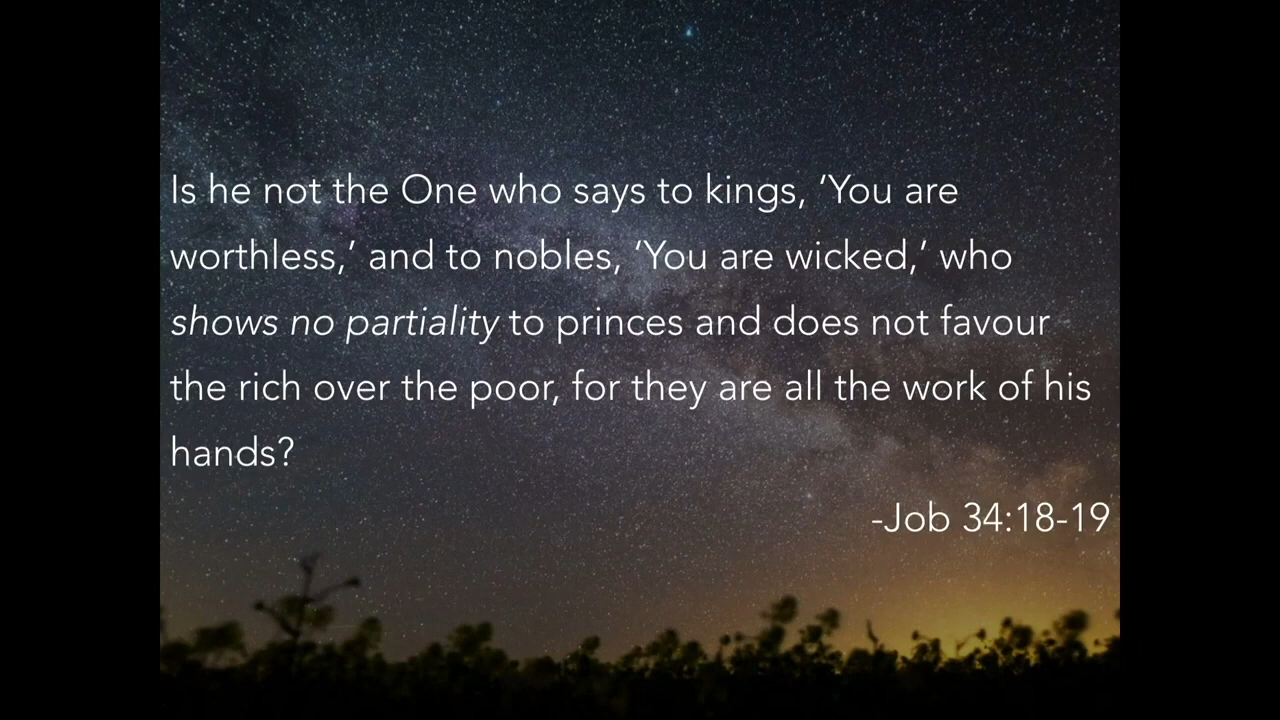 Is he not the One who says to kings, ‘You are
worthless,’ and to nobles, ‘You are wicked,’ who
shows no partiality to princes and does not favour
the rich over the poor, for they are all the work of his
hands?
-Job 34:18-19